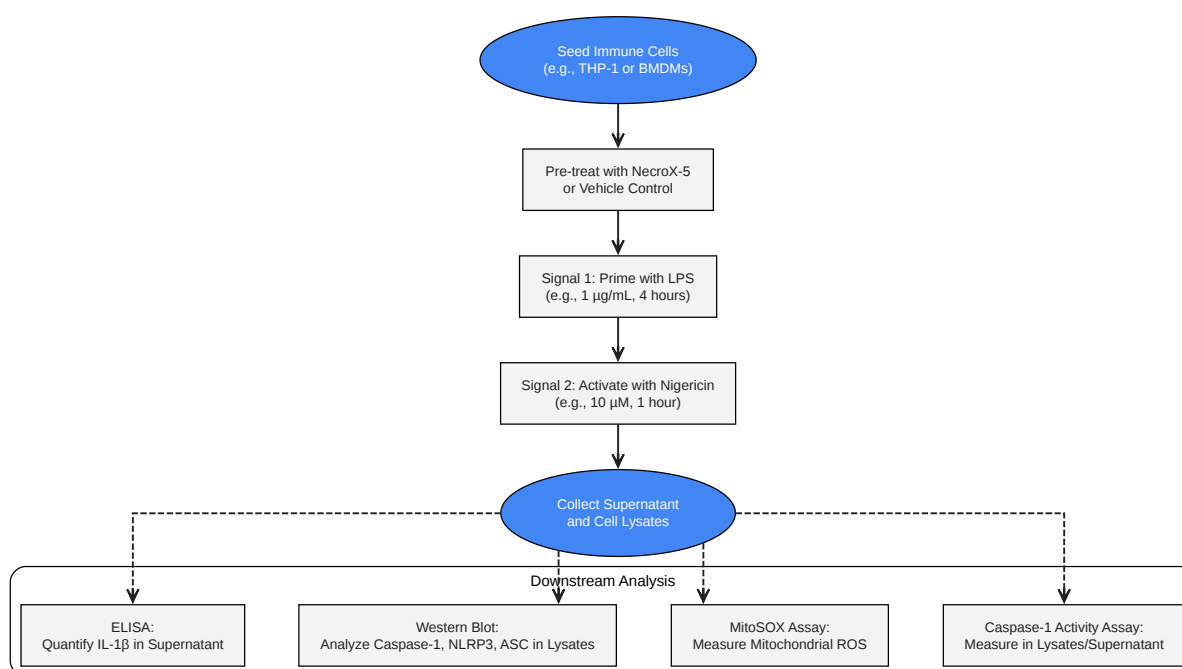 Seed Immune Cells
(e.g., THP-1 or BMDMs)
Pre-treat with NecroX-5
or Vehicle Control
Signal 1: Prime with LPS
(e.g., 1 µg/mL, 4 hours)
Signal 2: Activate with Nigericin
(e.g., 10 µM, 1 hour)
Collect Supernatant
and Cell Lysates
Downstream Analysis
ELISA:
Quantify IL-1β in Supernatant
Western Blot:
Analyze Caspase-1, NLRP3, ASC in Lysates
MitoSOX Assay:
Measure Mitochondrial ROS
Caspase-1 Activity Assay:
Measure in Lysates/Supernatant